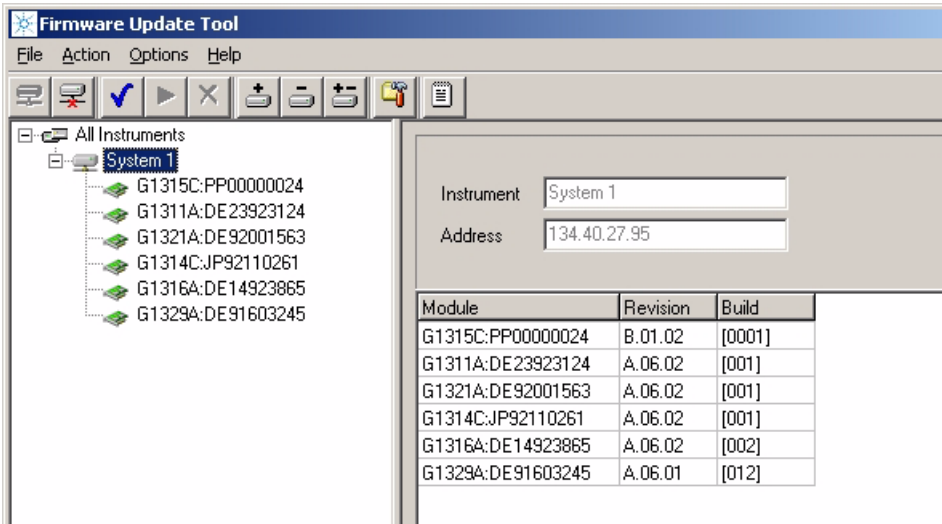 Firmware Update Tool
File Action Options Help
All Instruments
System 1
G1315C:PP00000024
G1311A:DE23923124
G1321A:DE92001563
G1314C:JP92110261
G1316A:DE14923865
G1329A:DE91603245
Instrument System 1
Address 134.40.27.95
Module Revision Build
G1315C:PP00000024 B.01.02 [0001]
G1311A:DE23923124 A.06.02 [001]
G1321A:DE92001563 A.06.02 [001]
G1314C:JP92110261 A.06.02 [001]
G1316A:DE14923865 A.06.02 [002]
G1329A:DE91603245 A.06.01 [012]